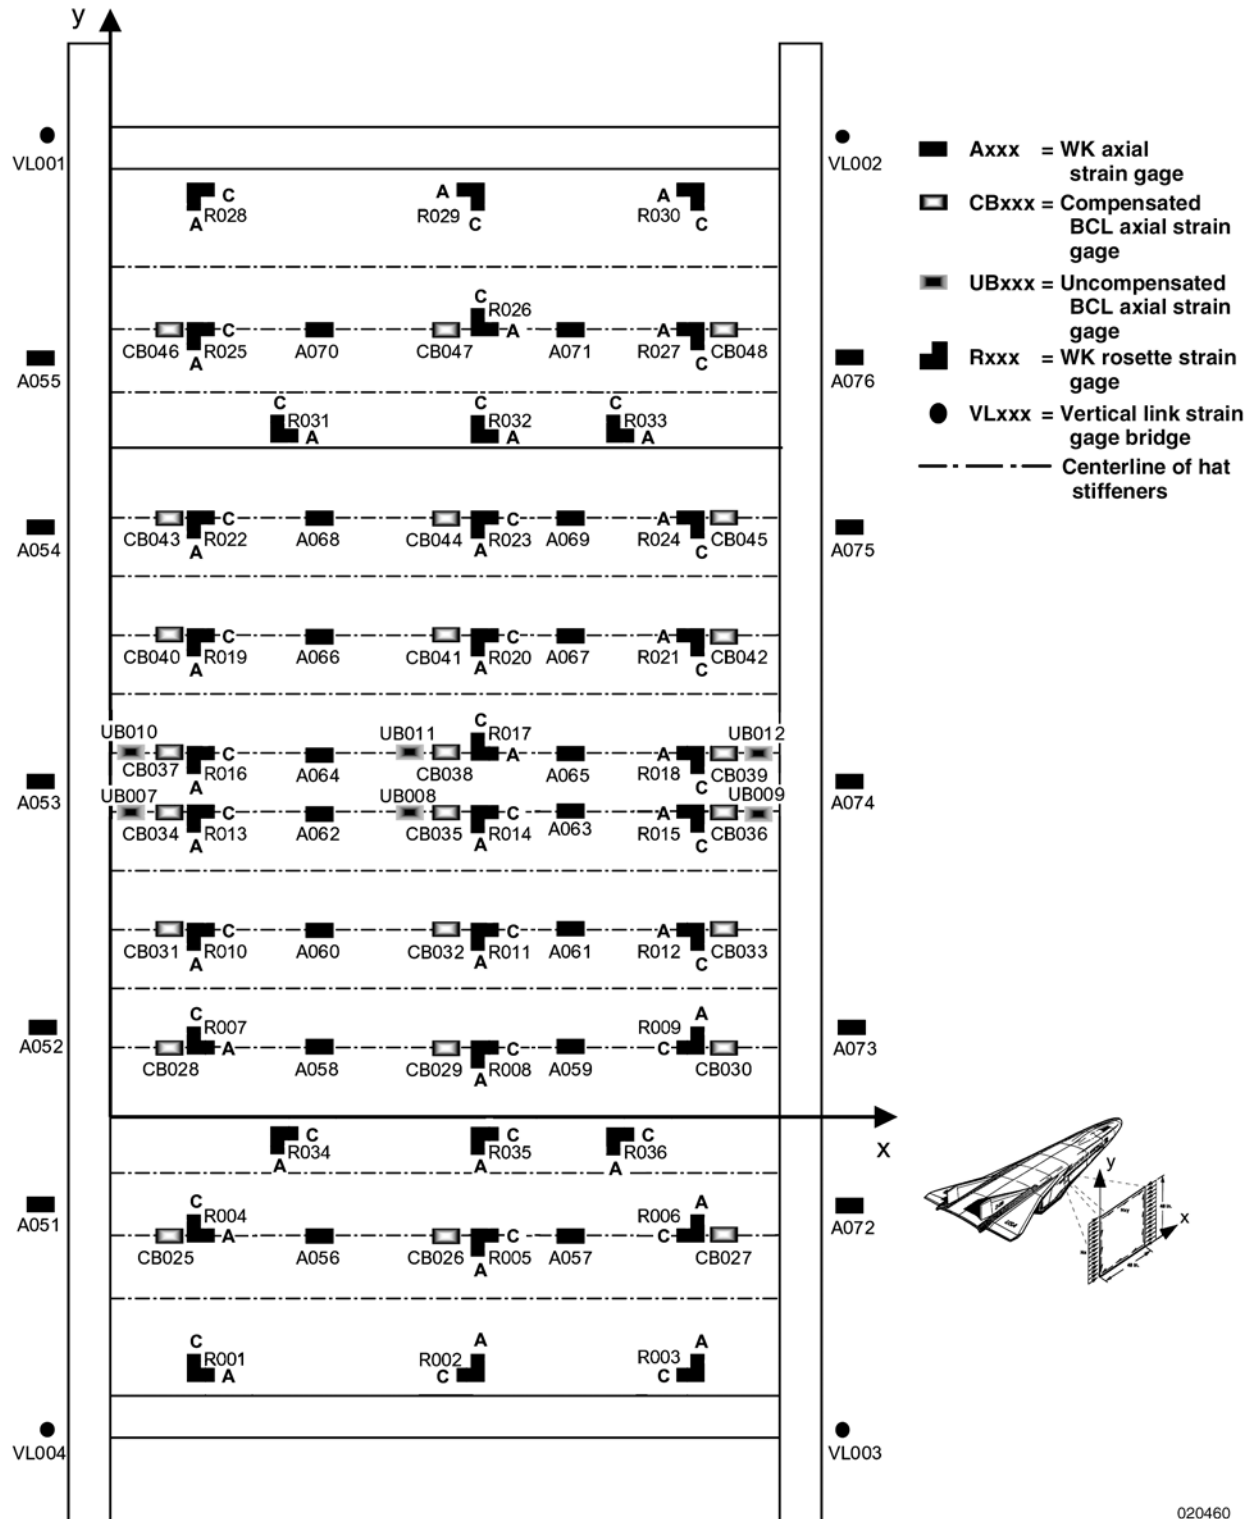 y
VL001
VL002
Axxx = WK axial
strain gage
CBxxx = Compensated
BCL axial strain
gage
UBxxx = Uncompensated
BCL axial strain
gage
Rxxx = WK rosette strain
gage
VLxxx = Vertical link strain
gage bridge
Centerline of hat
stiffeners
C A A
R028 R029 R030
A C C
C
R026
C A A
CB046 R025 A070 CB047 A071 R027 CB048
A
A055 A076
C C C
R031 R032 R033
A A A
C C A
CB043 R022 A068 CB044 R023 A069 R024 CB045
A054 A A C A075
C C A
CB040 R019 A066 CB041 R020 A067 R021 CB042
A A C
C
UB010 UB011 R017 UB012
C A A
CB037 R016 A064 CB038 A065 R018 CB039
A053 A C A074
UB007 UB008 UB009
C C A
CB034 R013 A062 CB035 R014 A063 R015 CB036
A A C
C C A
CB031 R010 A060 CB032 R011 A061 R012 CB033
A A C
C A
R007 R009
A052 A C C A073
CB028 A058 CB029 R008 A059 CB030
A
x
C C C
R034 R035 R036
A A A
C A
A051 R004 R006 A072
A C C
CB025 A056 CB026 R005 A057 CB027
A
y
x
USA
C A A
R001 R002 R003
A C C
VL004 VL003
020460